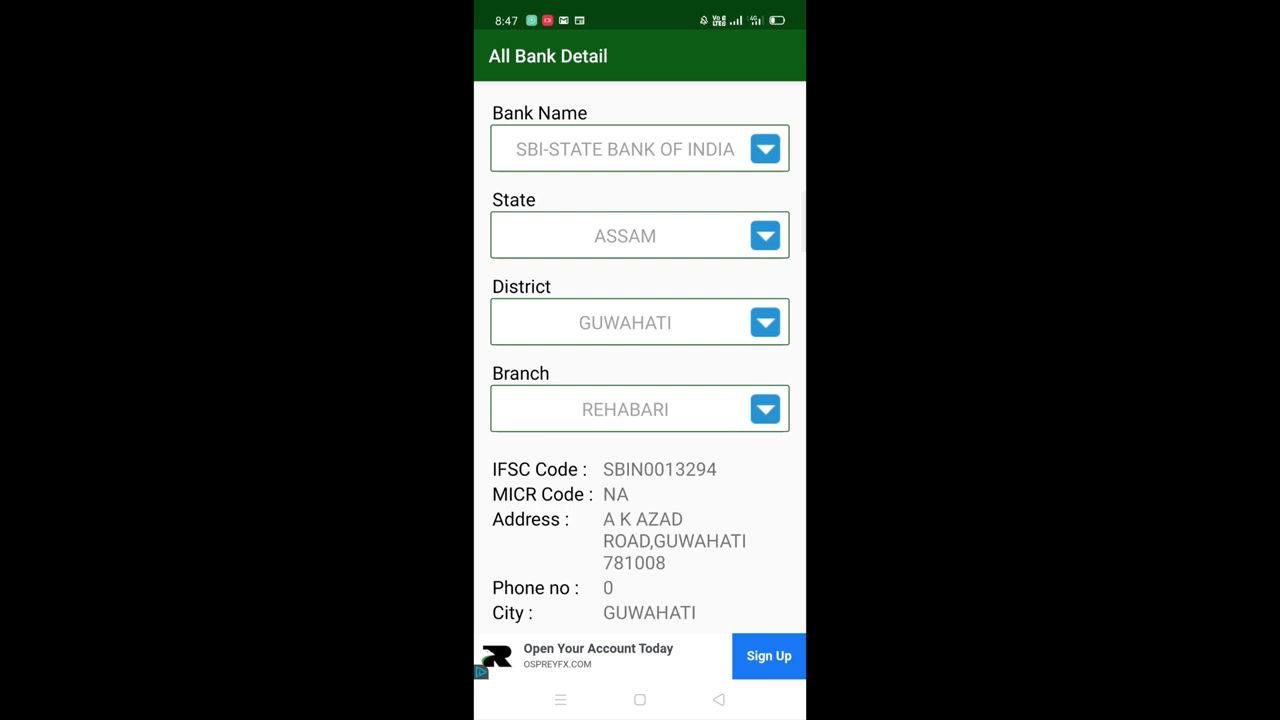 8:47
All Bank Detail
Bank Name
SBI-STATE BANK OF INDIA
State
ASSAM
District
GUWAHATI
Branch
REHABARI
IFSC Code : SBIN0013294
MICR Code : NA
Address : A K AZAD
ROAD,GUWAHATI
781008
Phone no : 0
City : GUWAHATI
Open Your Account Today
OSPREYFX.COM
Sign Up